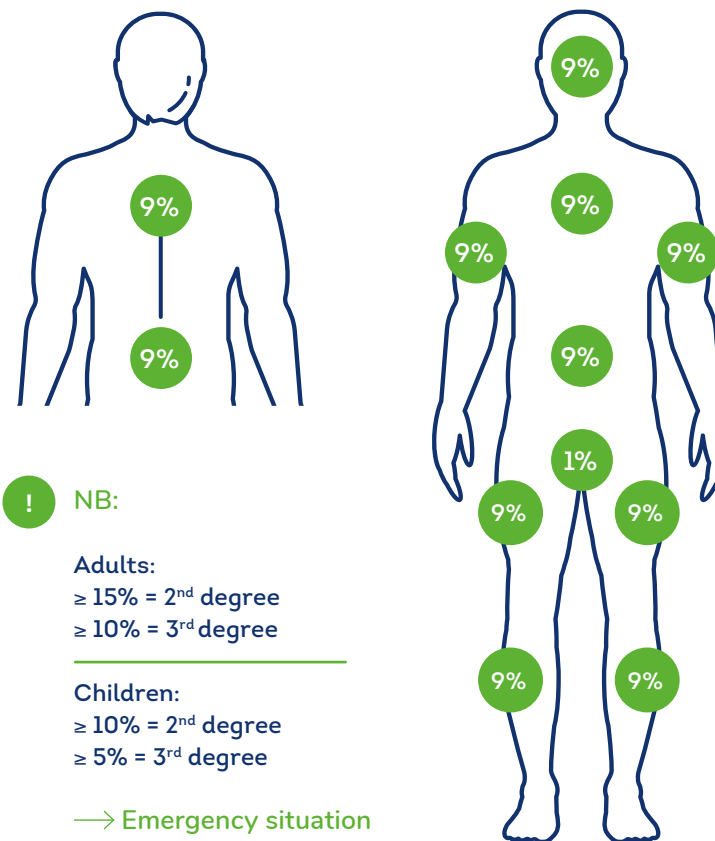 9%
9%
9%
9%
9%
9%
9%
9%
1%
9%
9%
9%
9%
! NB:
Adults:
≥ 15% = 2nd degree
≥ 10% = 3rd degree
Children:
≥ 10% = 2nd degree
≥ 5% = 3rd degree
→ Emergency situation